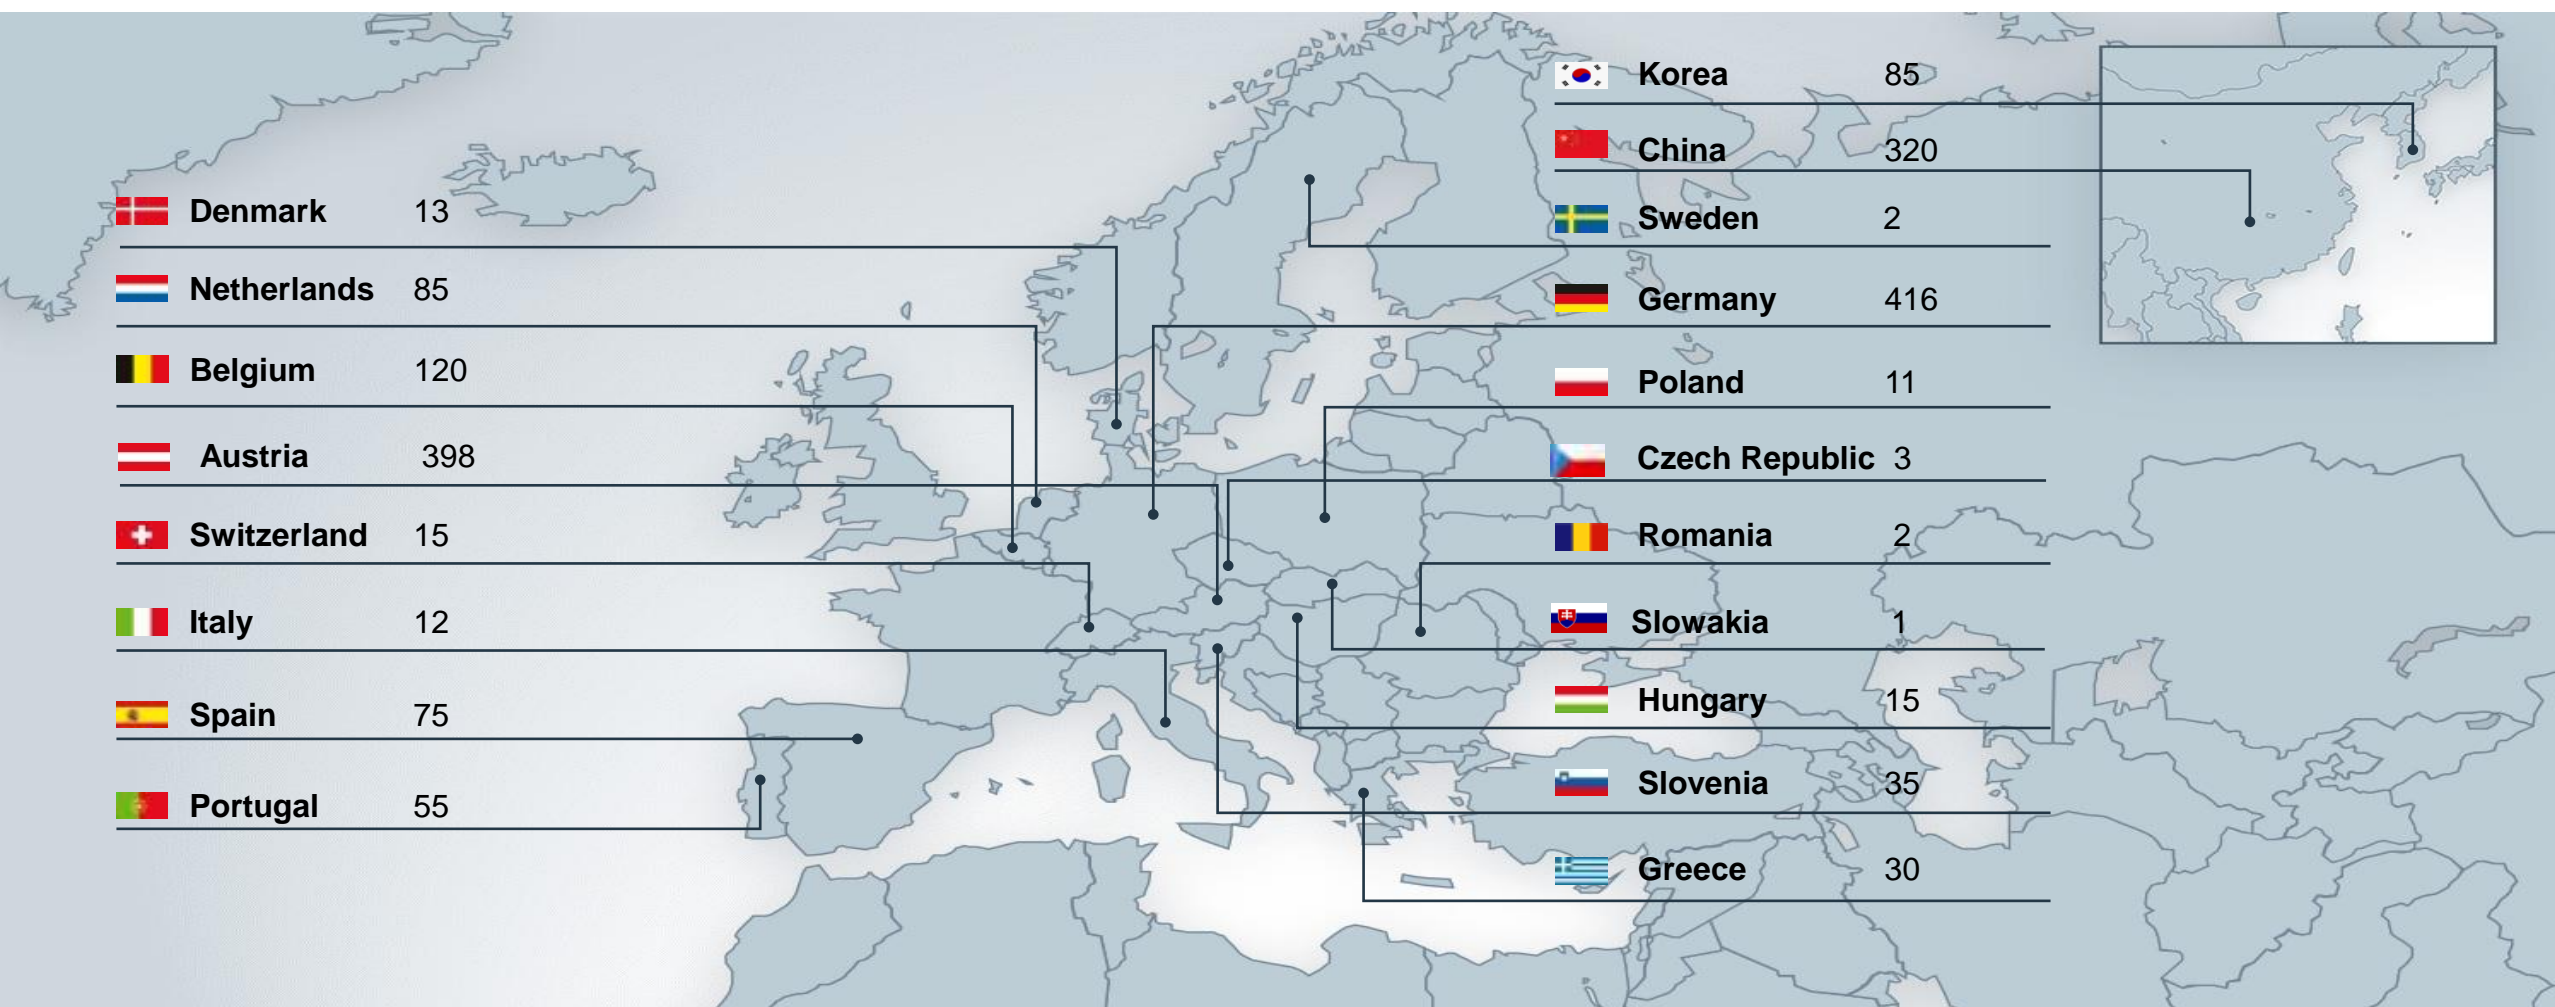 Denmark 13
Netherlands 85
Belgium 120
Austria 398
Switzerland 15
Italy 12
Spain 75
Portugal 55
Korea 85
China 320
Sweden 2
Germany 416
Poland 11
Czech Republic 3
Romania 2
Slowakia 1
Hungary 15
Slovenia 35
Greece 30